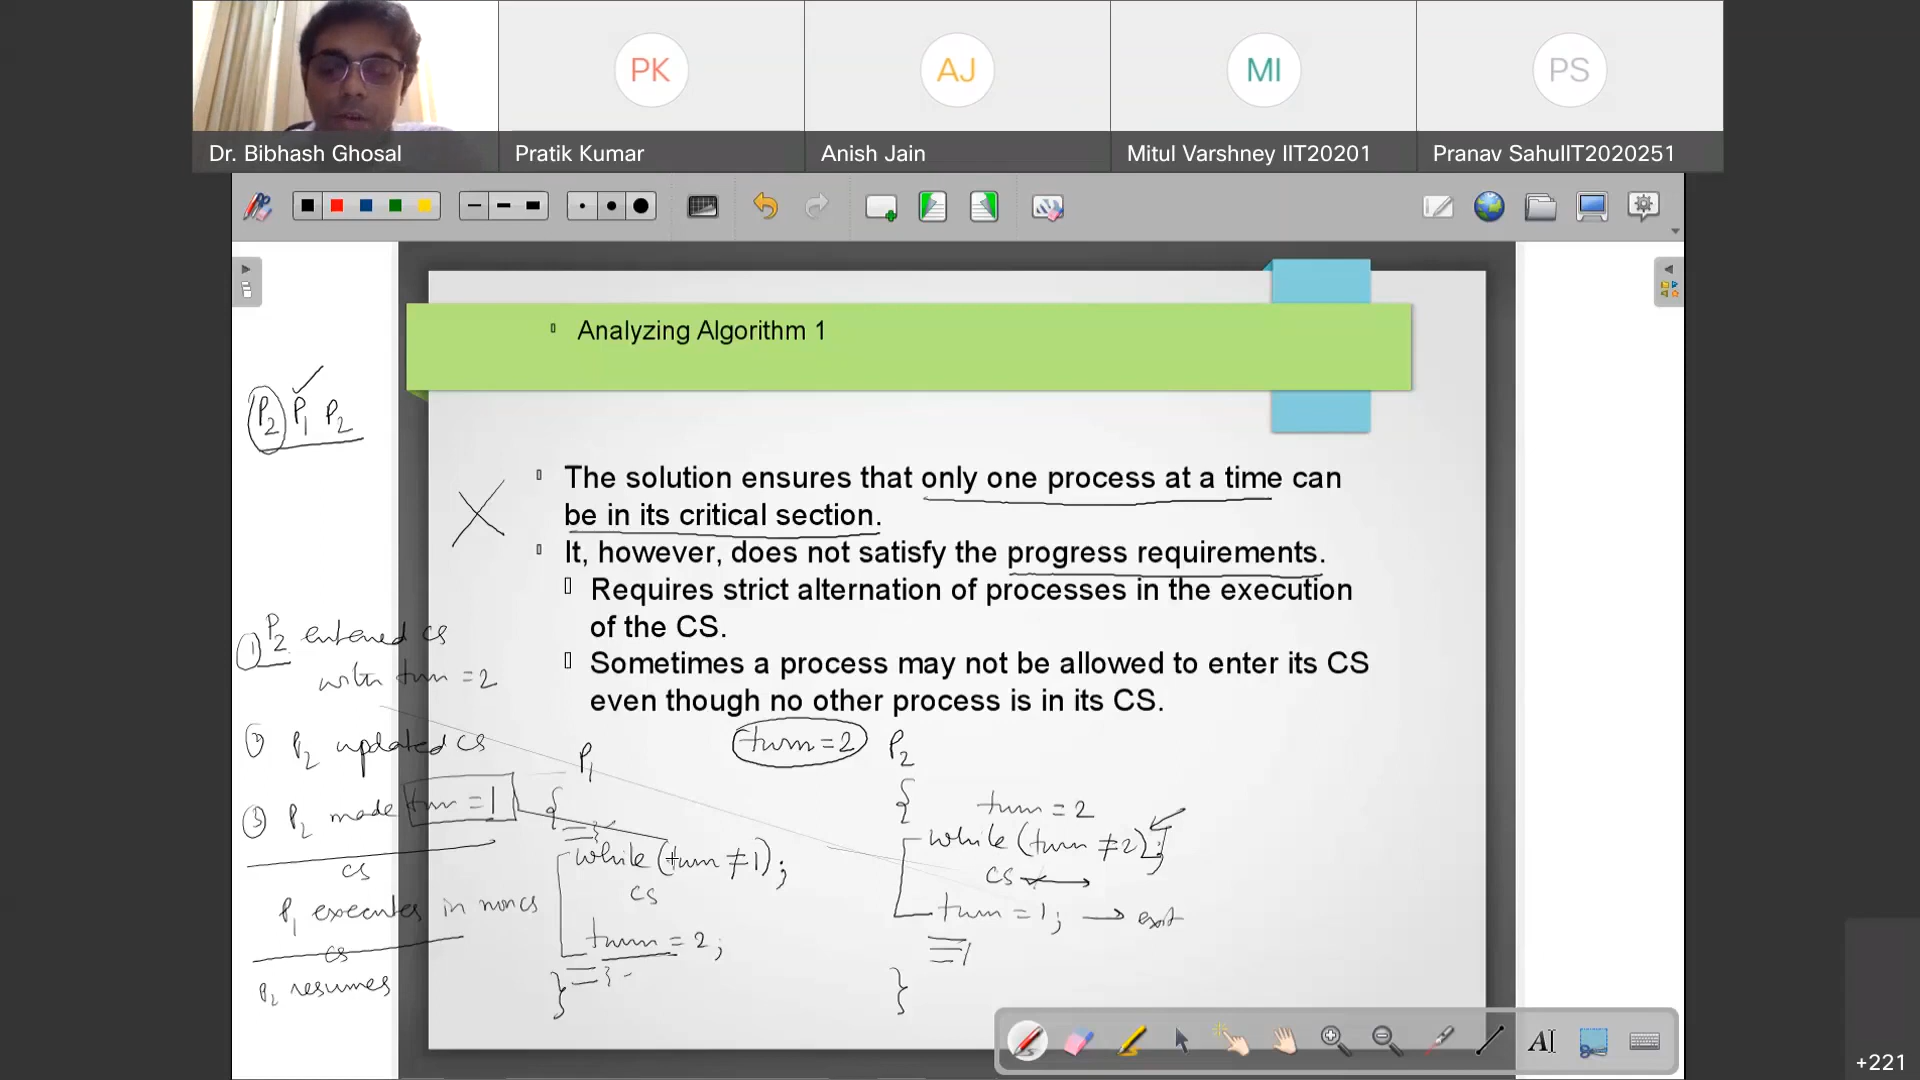 PK
AJ
MI
PS
Dr. Bibhash Ghosal
Pratik Kumar
Anish Jain
Mitul Varshney IIT20201
Pranav SahuIIT2020251
Analyzing Algorithm 1
P2 P1 P2
The solution ensures that only one process at a time can
be in its critical section.
It, however, does not satisfy the progress requirements.
Requires strict alternation of processes in the execution
of the CS.
Sometimes a process may not be allowed to enter its CS
even though no other process is in its CS.
① P2 entered cs
with turn = 2
② P2 updated cs
③ P2 made turn = 1
cs
P1 executes in non cs
cs
P2 resumes
turn = 2
P1
{
while (turn ≠ 1);
cs
turn = 2;
}
P2
{
turn = 2
while (turn ≠ 2);
cs
turn = 1; → exit
}
AI
+221